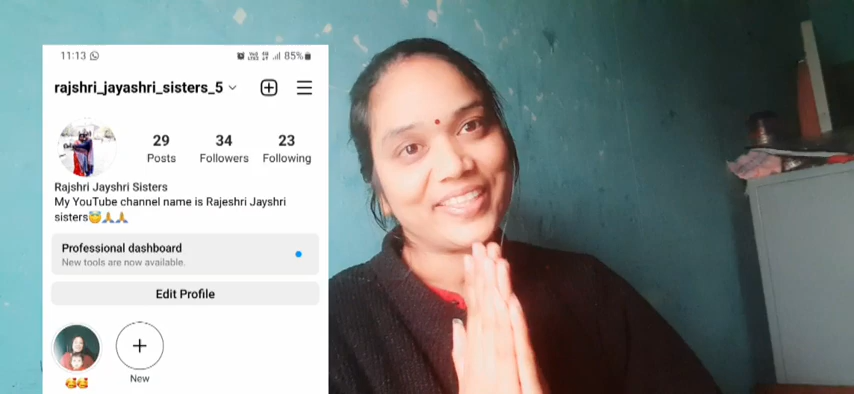 11:13
85%
rajshri_jayashri_sisters_5
29
34
23
Posts
Followers
Following
Rajshri Jayshri Sisters
My YouTube channel name is Rajeshri Jayshri
sisters😇🙏🙏
Professional dashboard
New tools are now available.
Edit Profile
New
🥰🥰